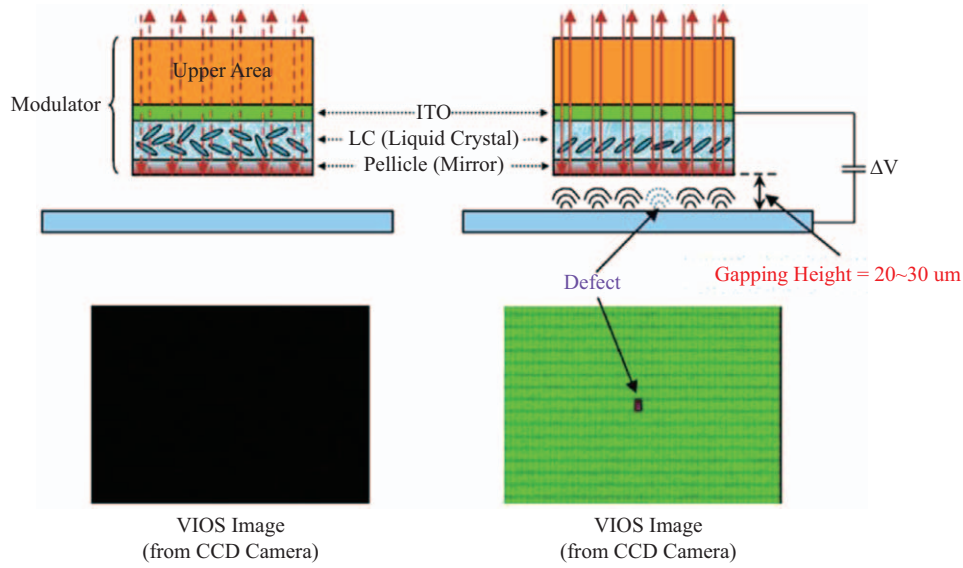 Upper Area
Modulator
ITO
LC (Liquid Crystal)
Pellicle (Mirror)
ΔV
Defect
Gapping Height = 20~30 um
VIOS Image
(from CCD Camera)
VIOS Image
(from CCD Camera)